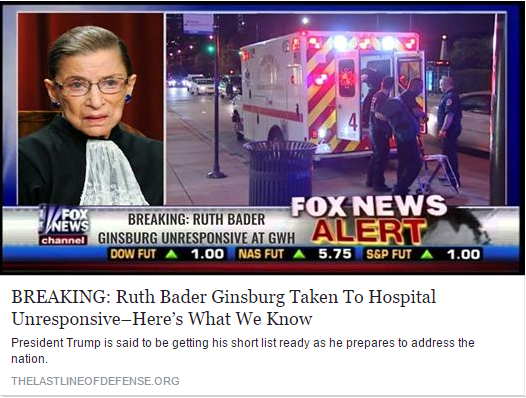 4
BREAKING: RUTH BADER
GINSBURG UNRESPONSIVE AT GWH
FOX
NEWS
channel
FOX NEWS
ALERT
DOW FUT ▲ 1.00 NAS FUT ▲ 5.75 S&P FUT ▲ 1.00
BREAKING: Ruth Bader Ginsburg Taken To Hospital
Unresponsive–Here’s What We Know
President Trump is said to be getting his short list ready as he prepares to address the
nation.
THELASTLINEOFDEFENSE.ORG